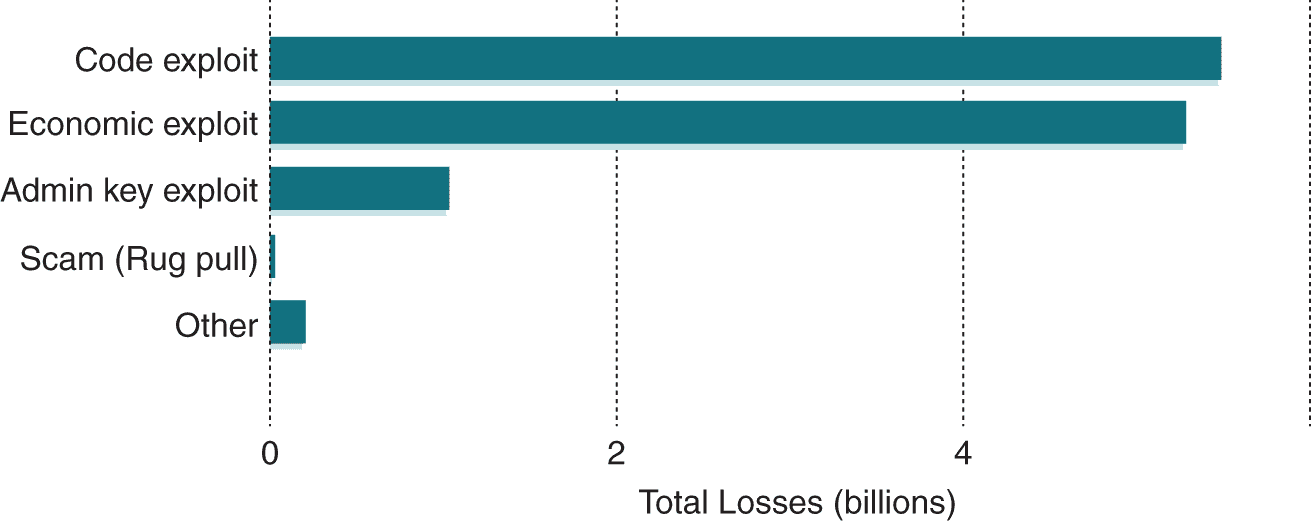 Code exploit
Economic exploit
Admin key exploit
Scam (Rug pull)
Other
0 2 4
Total Losses (billions)